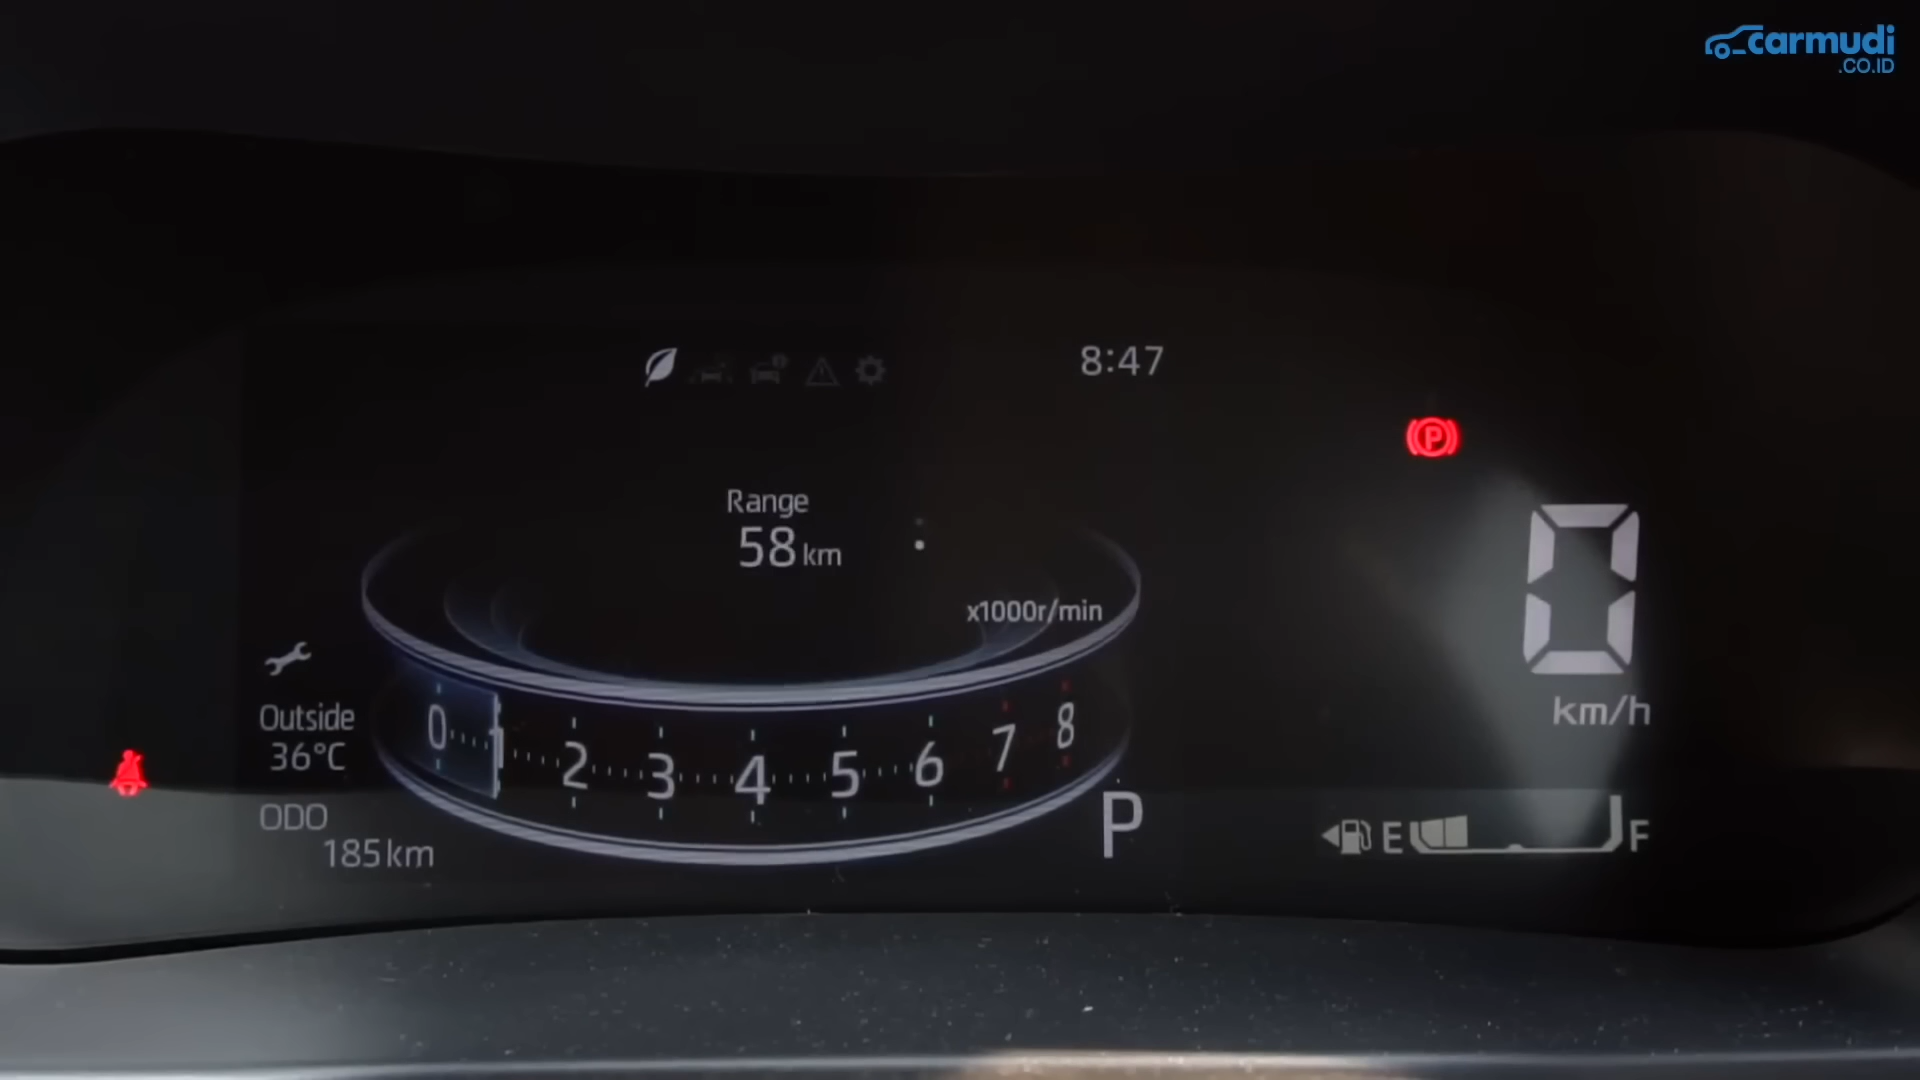 carmudi
.CO.ID
8:47
P
Range
58 km
x1000r/min
0 1 2 3 4 5 6 7 8
Outside
36°C
ODO
185 km
P
0
km/h
E F